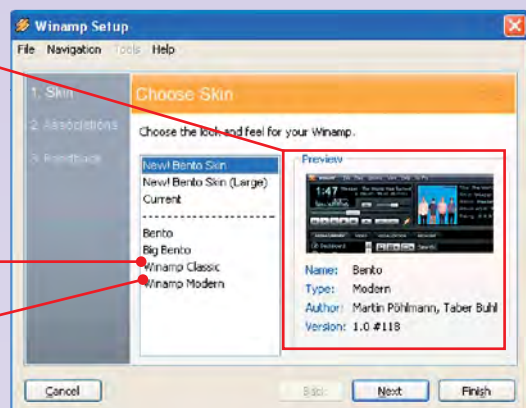 Winamp Setup
File Navigation Tools Help
1. Skin
Choose Skin
2. Associations
3. Feedback
Choose the look and feel for your Winamp.
New! Bento Skin
New! Bento Skin (Large)
Current
--------------------
Bento
Big Bento
Winamp Classic
Winamp Modern
Preview
1:47
Name: Bento
Type: Modern
Author: Martin Pöhlmann, Taber Buhl
Version: 1.0 #118
Cancel
Back
Next
Finish